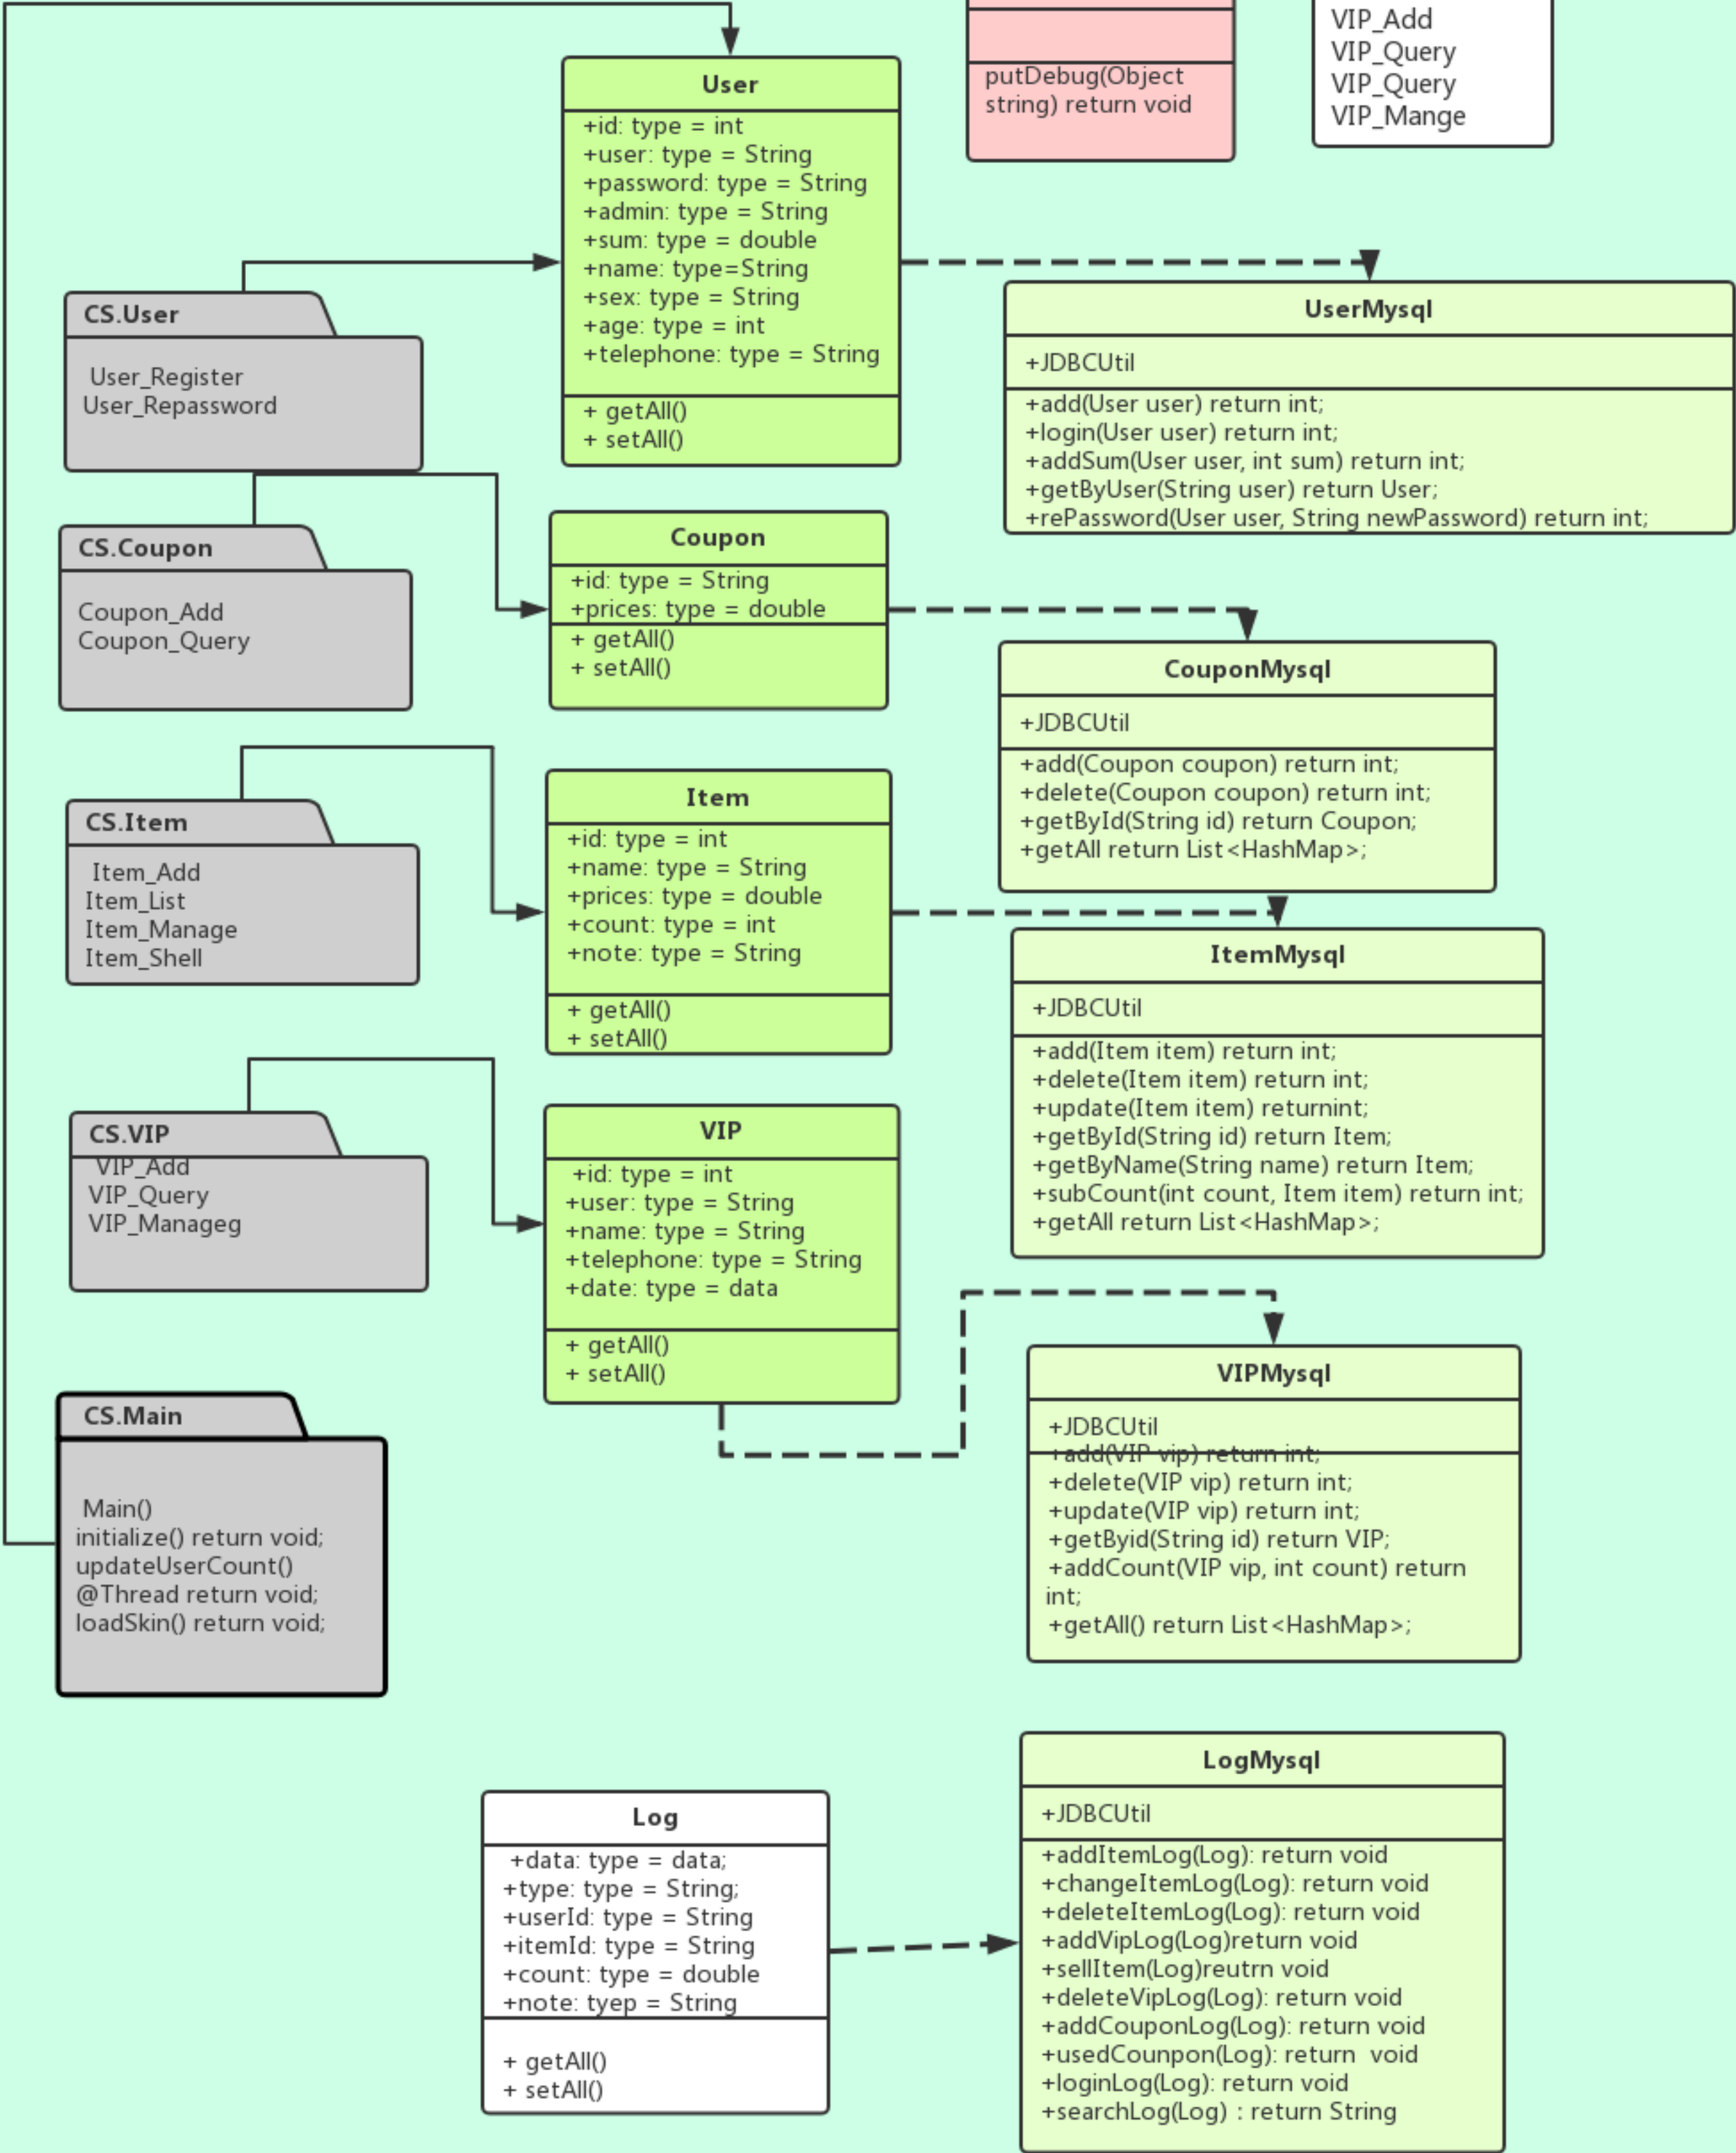 putDebug(Object
string) return void
VIP_Add
VIP_Query
VIP_Query
VIP_Mange
User
+id: type = int
+user: type = String
+password: type = String
+admin: type = String
+sum: type = double
+name: type=String
+sex: type = String
+age: type = int
+telephone: type = String
+ getAll()
+ setAll()
CS.User
User_Register
User_Repassword
UserMysql
+JDBCUtil
+add(User user) return int;
+login(User user) return int;
+addSum(User user, int sum) return int;
+getByUser(String user) return User;
+rePassword(User user, String newPassword) return int;
CS.Coupon
Coupon_Add
Coupon_Query
Coupon
+id: type = String
+prices: type = double
+ getAll()
+ setAll()
CouponMysql
+JDBCUtil
+add(Coupon coupon) return int;
+delete(Coupon coupon) return int;
+getById(String id) return Coupon;
+getAll return List<HashMap>;
CS.Item
Item_Add
Item_List
Item_Manage
Item_Shell
Item
+id: type = int
+name: type = String
+prices: type = double
+count: type = int
+note: type = String
+ getAll()
+ setAll()
ItemMysql
+JDBCUtil
+add(Item item) return int;
+delete(Item item) return int;
+update(Item item) returnint;
+getById(String id) return Item;
+getByName(String name) return Item;
+subCount(int count, Item item) return int;
+getAll return List<HashMap>;
CS.VIP
VIP_Add
VIP_Query
VIP_Manageg
VIP
+id: type = int
+user: type = String
+name: type = String
+telephone: type = String
+date: type = data
+ getAll()
+ setAll()
VIPMysql
+JDBCUtil
+add(VIP vip) return int;
+delete(VIP vip) return int;
+update(VIP vip) return int;
+getByid(String id) return VIP;
+addCount(VIP vip, int count) return
int;
+getAll() return List<HashMap>;
CS.Main
Main()
initialize() return void;
updateUserCount()
@Thread return void;
loadSkin() return void;
Log
+data: type = data;
+type: type = String;
+userId: type = String
+itemId: type = String
+count: type = double
+note: tyep = String
+ getAll()
+ setAll()
LogMysql
+JDBCUtil
+addItemLog(Log): return void
+changeItemLog(Log): return void
+deleteItemLog(Log): return void
+addVipLog(Log)return void
+sellItem(Log)reutrn void
+deleteVipLog(Log): return void
+addCouponLog(Log): return void
+usedCounpon(Log): return  void
+loginLog(Log): return void
+searchLog(Log)：return String